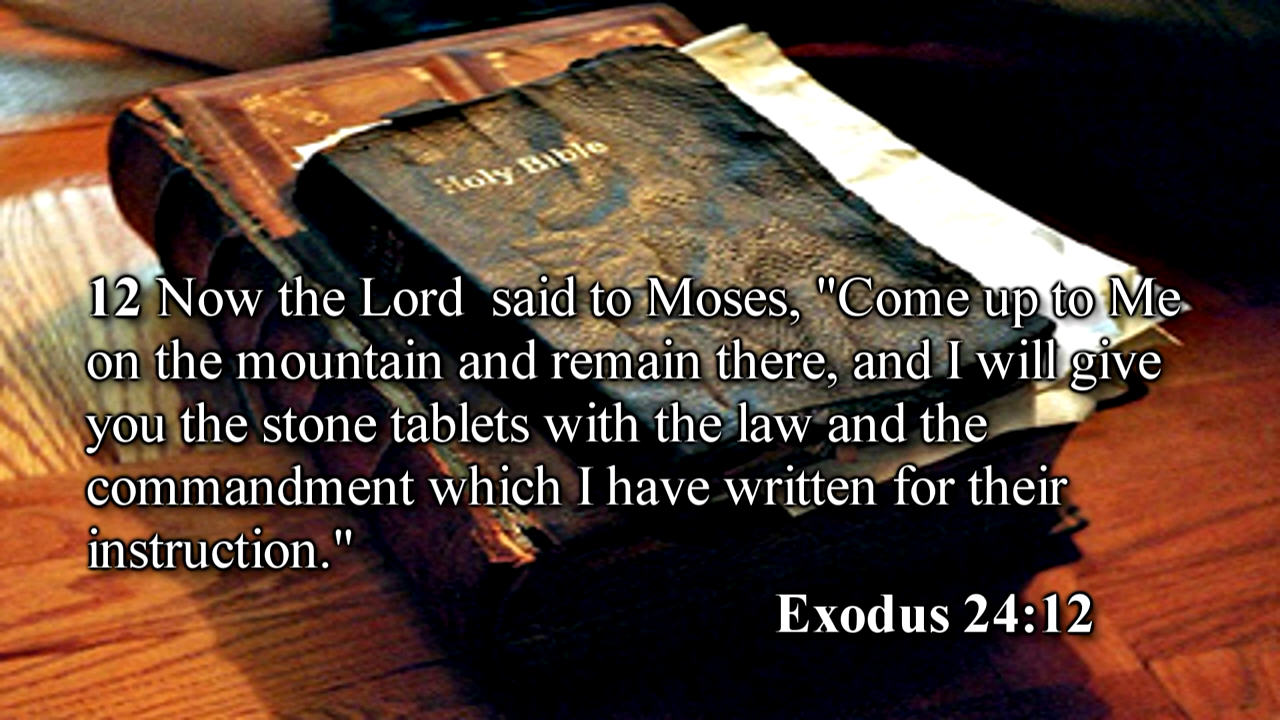 Holy Bible
12 Now the Lord  said to Moses, "Come up to Me
on the mountain and remain there, and I will give
you the stone tablets with the law and the
commandment which I have written for their
instruction."
Exodus 24:12